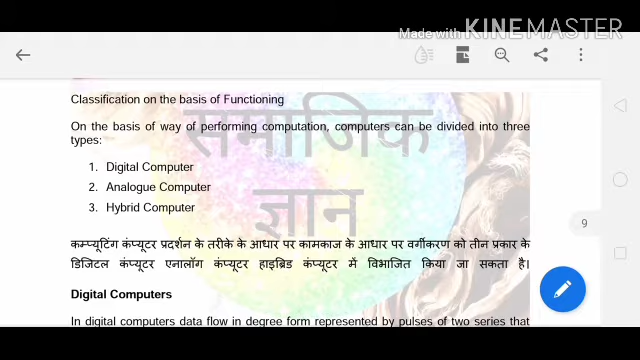 Made with KINEMASTER
Classification on the basis of Functioning
On the basis of way of performing computation, computers can be divided into three
types:
1. Digital Computer
2. Analogue Computer
3. Hybrid Computer
समाजिक
ज्ञान
9
कम्प्यूटिंग कंप्यूटर प्रदर्शन के तरीके के आधार पर कामकाज के आधार पर वर्गीकरण को तीन प्रकार के
डिजिटल कंप्यूटर एनालॉग कंप्यूटर हाइब्रिड कंप्यूटर में विभाजित किया जा सकता है।
Digital Computers
In digital computers data flow in degree form represented by pulses of two series that